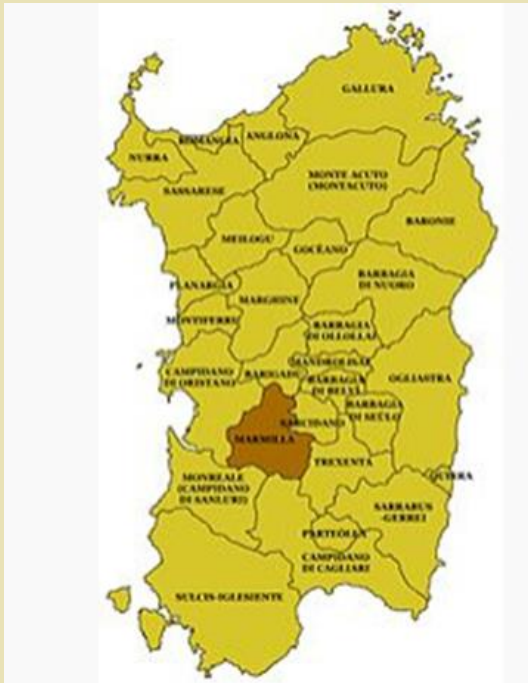 GALLURA
ROMANGIA
ANGLONA
NURRA
MONTE ACUTO
(MONTACUTO)
SASSARESE
BARONIE
MEILOGU
GOCEANO
BARBAGIA
DI NUORO
PLANARGIA
MARGHINE
MONTIFERRU
BARBAGIA
DI OLLOLAI
MANDROLISAI
CAMPIDANO
DI ORISTANO
BARIGADU
BARBAGIA
DI BELVI
OGLIASTRA
BARBAGIA
DI SEULO
SARCIDANO
MARMILLA
TREXENTA
QUIRRA
MONREALE
(CAMPIDANO
DI SANLURI)
SARRABUS
-GERREI
PARTEOLLA
CAMPIDANO
DI CAGLIARI
SULCIS-IGLESIENTE